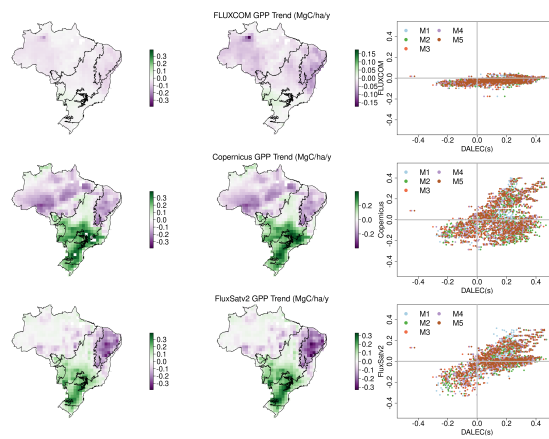 FLUXCOM GPP Trend (MgC/ha/y
0.3
0.2
0.1
0.0
-0.1
-0.2
-0.3
0.15
0.10
0.05
0.00
-0.05
-0.10
-0.15
FLUXCOM
0.4
0.2
0.0
-0.2
-0.4
M1
M2
M3
M4
M5
-0.4
-0.2
0.0
0.2
0.4
DALEC(s)
Copernicus GPP Trend (MgC/ha/y
0.3
0.2
0.1
0.0
-0.1
-0.2
-0.3
0.4
0.2
0.0
-0.2
Copernicus
0.4
0.2
0.0
-0.2
-0.4
M1
M2
M3
M4
M5
-0.4
-0.2
0.0
0.2
0.4
DALEC(s)
FluxSatv2 GPP Trend (MgC/ha/y
0.3
0.2
0.1
0.0
-0.1
-0.2
-0.3
0.3
0.2
0.1
0.0
-0.1
-0.2
-0.3
FluxSatv2
0.4
0.2
0.0
-0.2
-0.4
M1
M2
M3
M4
M5
-0.4
-0.2
0.0
0.2
0.4
DALEC(s)